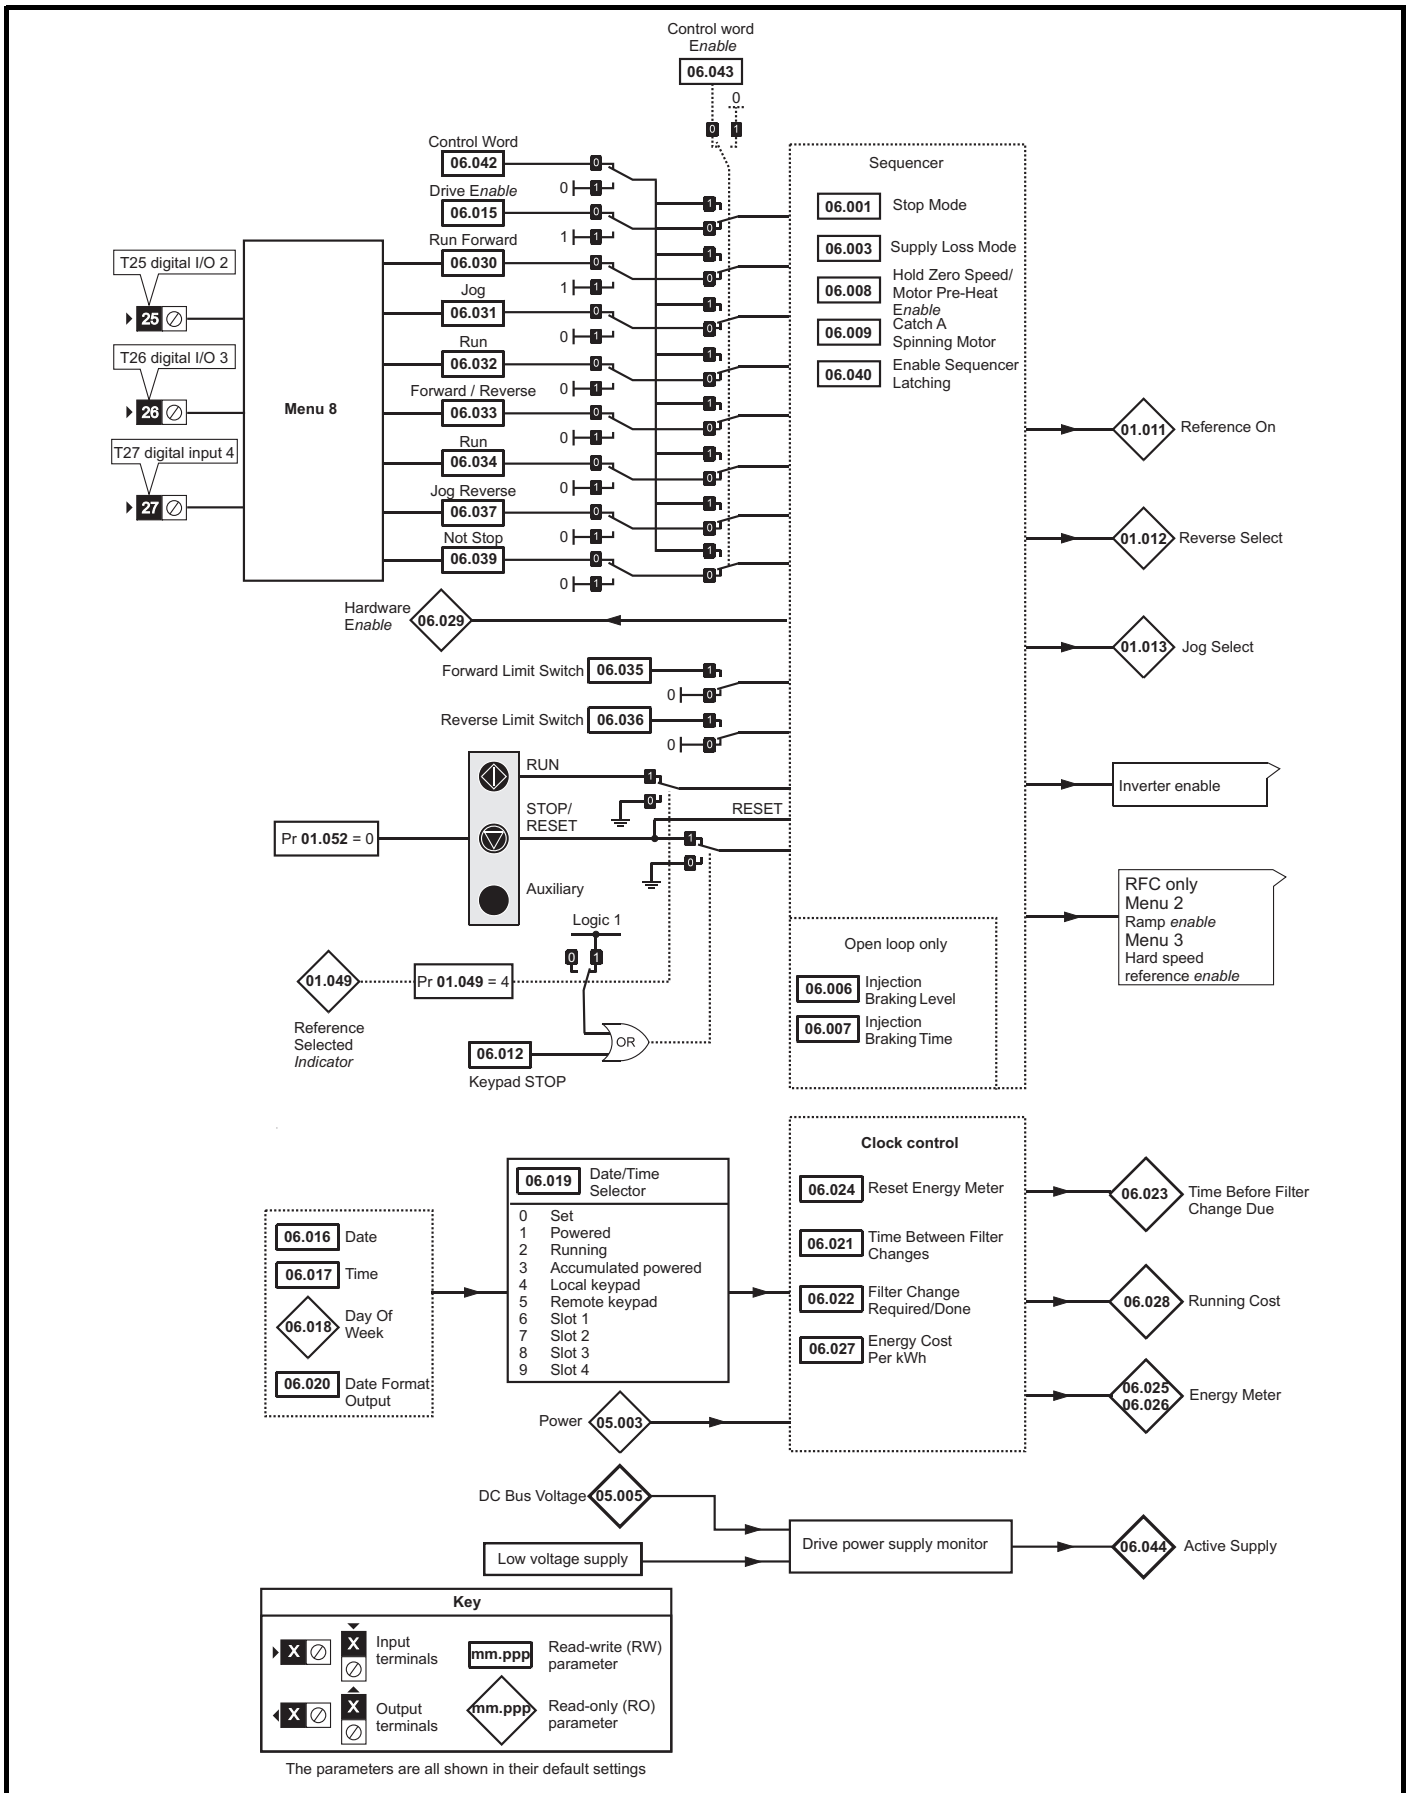 Control word
Enable
06.043
0
0 1
Control Word
06.042
0
0 1
Drive Enable
06.015
0
1 1
Run Forward
06.030
0
1 1
Jog
06.031
0
0 1
Run
06.032
0
0 1
Forward / Reverse
06.033
0
0 1
Run
06.034
0
0 1
Jog Reverse
06.037
0
0 1
Not Stop
06.039
0
0 1
1
0
1
0
1
0
1
0
1
0
1
0
1
0
1
0
T25 digital I/O 2
25
T26 digital I/O 3
26
T27 digital input 4
27
Menu 8
Sequencer
06.001 Stop Mode
06.003 Supply Loss Mode
06.008 Hold Zero Speed/
Motor Pre-Heat
Enable
06.009 Catch A
Spinning Motor
06.040 Enable Sequencer
Latching
01.011 Reference On
01.012 Reverse Select
01.013 Jog Select
Inverter enable
RFC only
Menu 2
Ramp enable
Menu 3
Hard speed
reference enable
Hardware
Enable
06.029
Forward Limit Switch 06.035 1
0 0
Reverse Limit Switch 06.036 1
0 0
RUN
1
0
STOP/
RESET
RESET
1
0
Auxiliary
Pr 01.052 = 0
Logic 1
0 1
01.049
Pr 01.049 = 4
Reference
Selected
Indicator
06.012
Keypad STOP
OR
Open loop only
06.006 Injection
Braking Level
06.007 Injection
Braking Time
06.016 Date
06.017 Time
06.018 Day Of
Week
06.020 Date Format
Output
06.019 Date/Time
Selector
0 Set
1 Powered
2 Running
3 Accumulated powered
4 Local keypad
5 Remote keypad
6 Slot 1
7 Slot 2
8 Slot 3
9 Slot 4
Clock control
06.024 Reset Energy Meter
06.021 Time Between Filter
Changes
06.022 Filter Change
Required/Done
06.027 Energy Cost
Per kWh
06.023 Time Before Filter
Change Due
06.028 Running Cost
06.025
06.026
Energy Meter
Power 05.003
DC Bus Voltage 05.005
Low voltage supply
Drive power supply monitor
06.044 Active Supply
Key
X X Input
terminals
mm.ppp Read-write (RW)
parameter
X X Output
terminals
mm.ppp Read-only (RO)
parameter
The parameters are all shown in their default settings